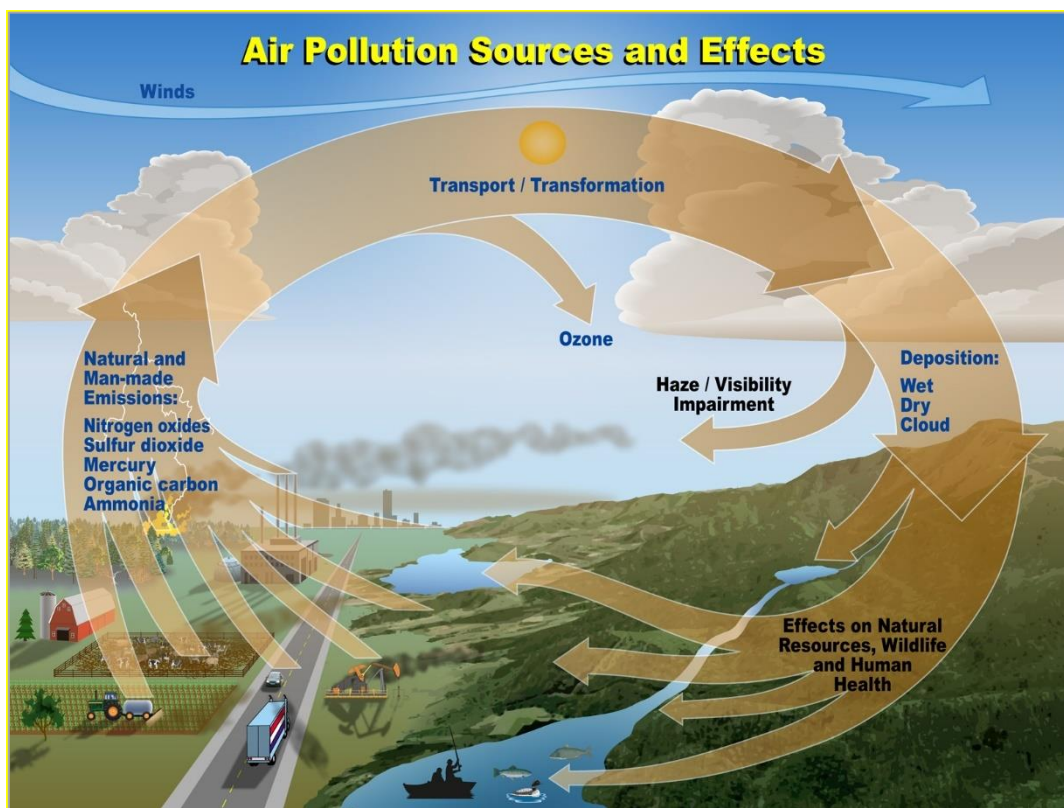 Air Pollution Sources and Effects
Winds
Transport / Transformation
Ozone
Natural and
Man-made
Emissions:
Nitrogen oxides
Sulfur dioxide
Mercury
Organic carbon
Ammonia
Haze / Visibility
Impairment
Deposition:
Wet
Dry
Cloud
Effects on Natural
Resources, Wildlife
and Human
Health